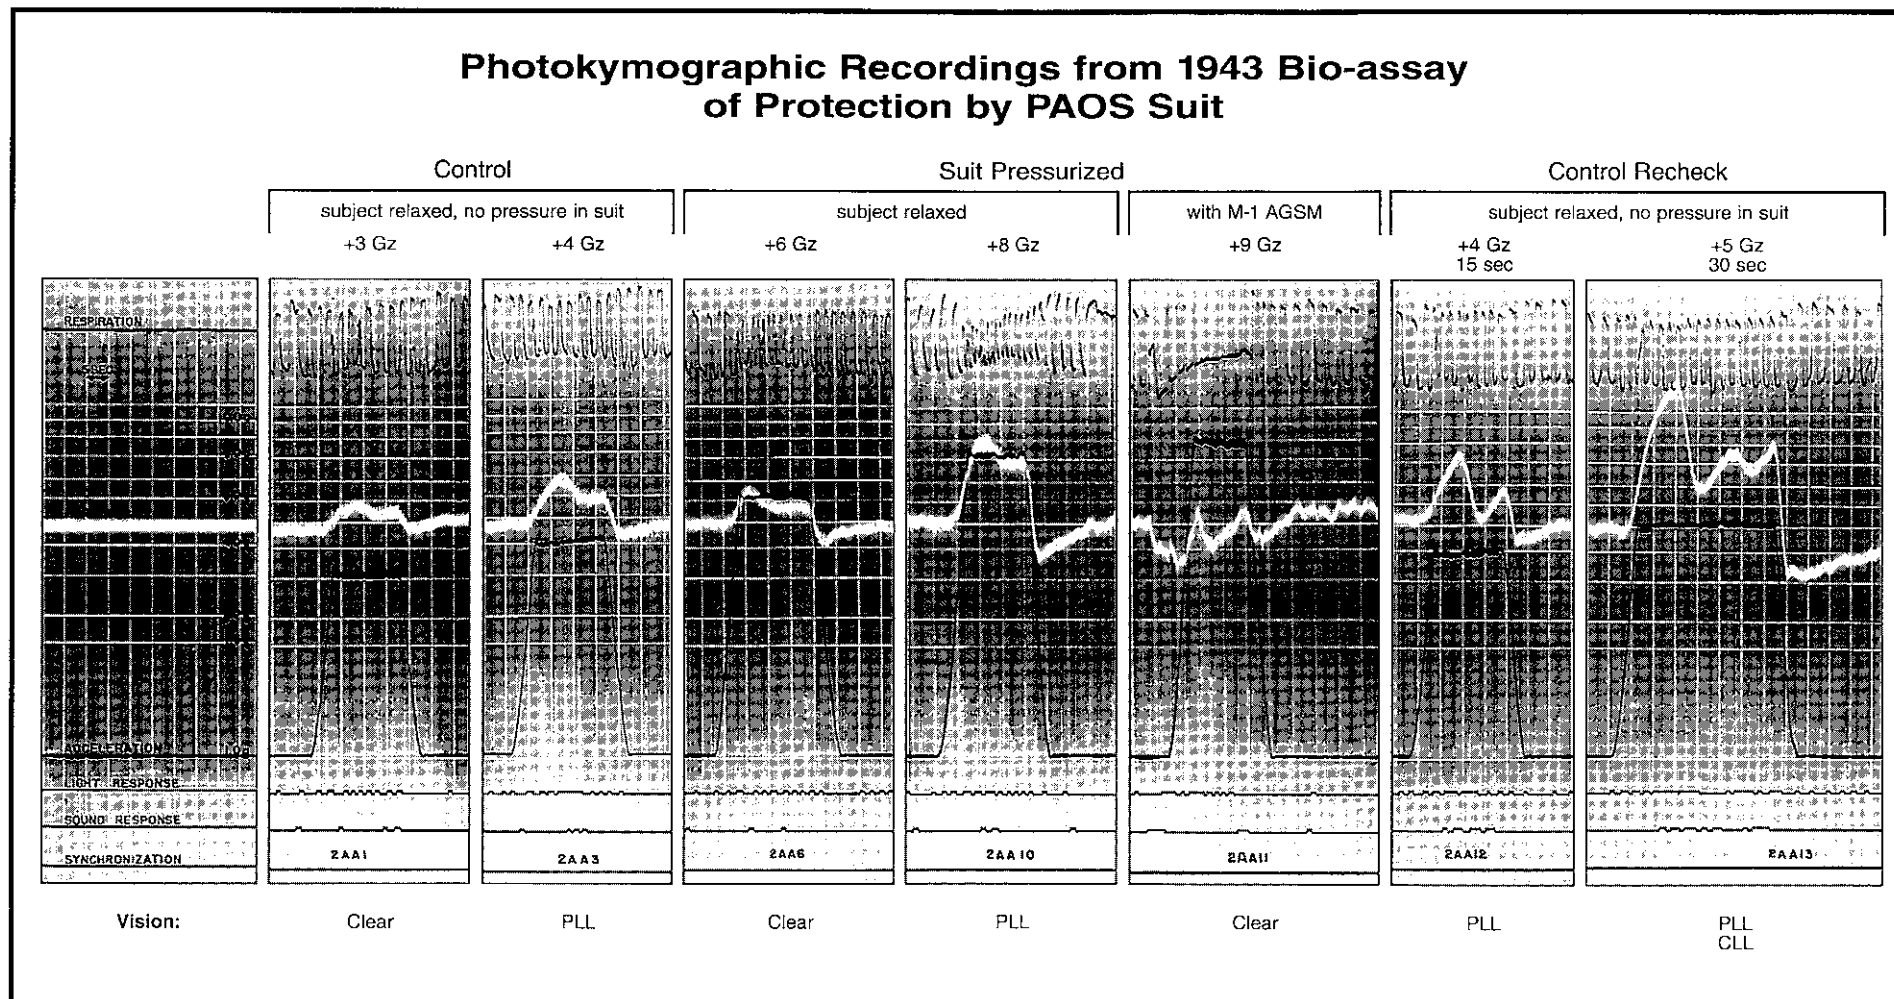 Photokymographic Recordings from 1943 Bio-assay
of Protection by PAOS Suit
Control
Suit Pressurized
Control Recheck
subject relaxed, no pressure in suit
subject relaxed
with M-1 AGSM
subject relaxed, no pressure in suit
+3 Gz
+4 Gz
+6 Gz
+8 Gz
+9 Gz
+4 Gz
15 sec
+5 Gz
30 sec
RESPIRATION
5SEC
ACCELERATION
LIGHT RESPONSE
SOUND RESPONSE
SYNCHRONIZATION
2AA1
2AA3
2AA6
2AA10
2AA11
2AA12
2AA13
Vision:
Clear
PLL
Clear
PLL
Clear
PLL
PLL
CLL